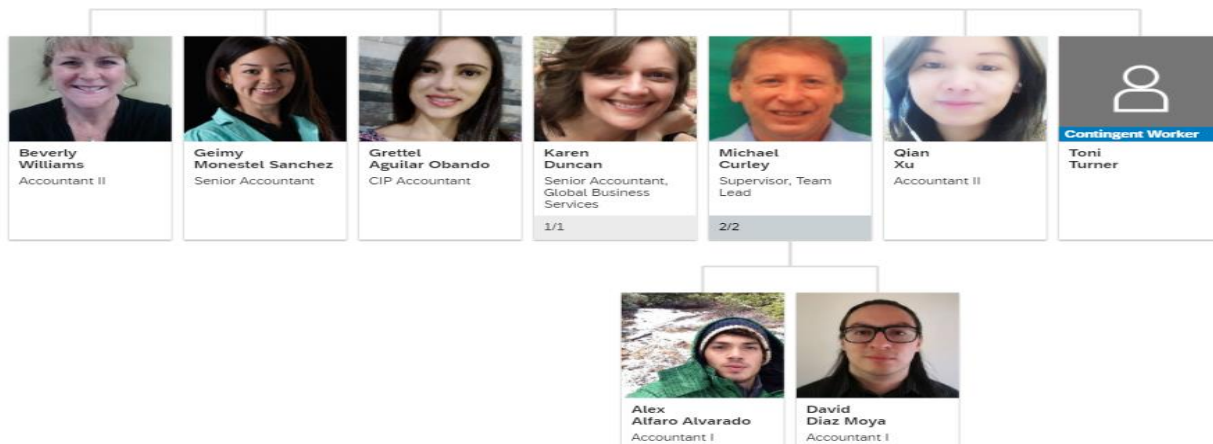 Beverly
Williams
Accountant II
Geimy
Monestel Sanchez
Senior Accountant
Grettel
Aguilar Obando
CIP Accountant
Karen
Duncan
Senior Accountant,
Global Business
Services
1/1
Michael
Curley
Supervisor, Team
Lead
2/2
Qian
Xu
Accountant II
Contingent Worker
Toni
Turner
Alex
Alfaro Alvarado
Accountant I
David
Diaz Moya
Accountant I